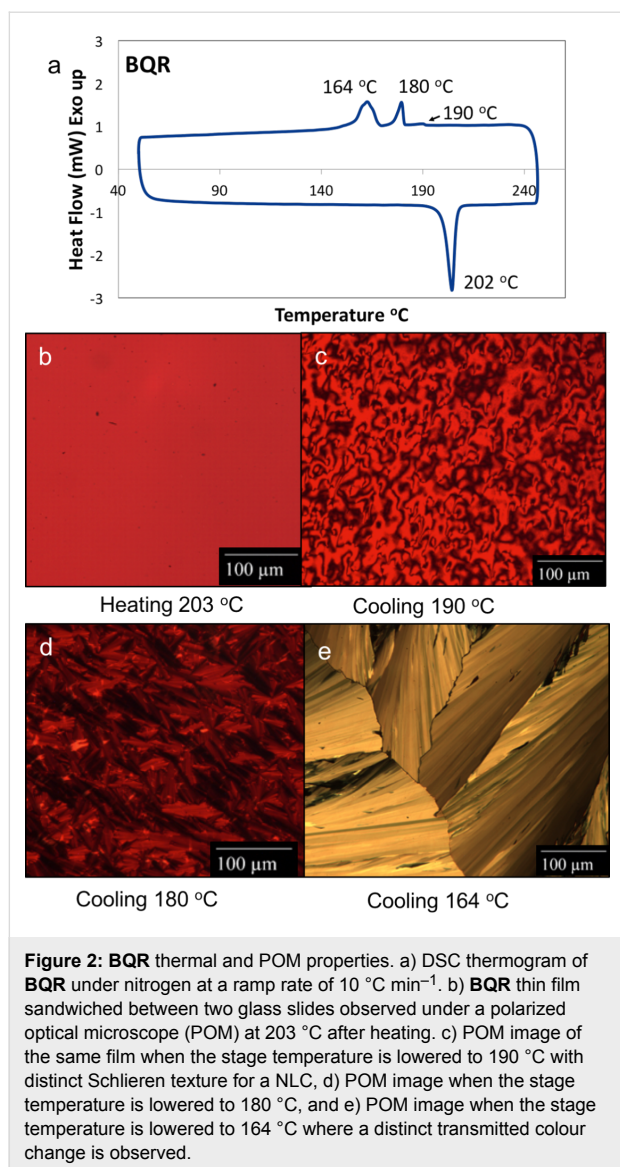 a
BQR
Heat Flow (mW) Exo up
3
2
1
0
-1
-2
-3
40
90
140
190
240
164 °C
180 °C
190 °C
202 °C
Temperature °C
b
100 µm
Heating 203 °C
c
100 µm
Cooling 190 °C
d
100 µm
Cooling 180 °C
e
100 µm
Cooling 164 °C
Figure 2: BQR thermal and POM properties. a) DSC thermogram of
BQR under nitrogen at a ramp rate of 10 °C min⁻¹. b) BQR thin film
sandwiched between two glass slides observed under a polarized
optical microscope (POM) at 203 °C after heating. c) POM image of
the same film when the stage temperature is lowered to 190 °C with
distinct Schlieren texture for a NLC, d) POM image when the stage
temperature is lowered to 180 °C, and e) POM image when the stage
temperature is lowered to 164 °C where a distinct transmitted colour
change is observed.